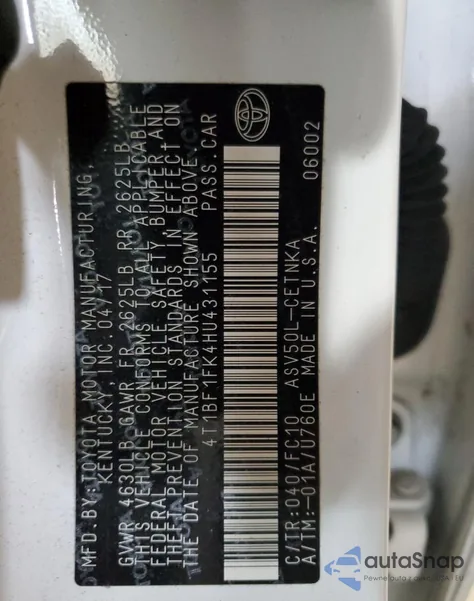 MFD. BY: TOYOTA MOTOR MANUFACTURING,
KENTUCKY INC. 04/17
GVWR 4630LB GAWR FR 2625LB RR 2625LB
THIS VEHICLE CONFORMS TO ALL APPLICABLE
FEDERAL MOTOR VEHICLE SAFETY, BUMPER, AND
THEFT PREVENTION STANDARDS IN EFFECT ON
THE DATE OF MANUFACTURE SHOWN ABOVE.
4T1BF1FK4HU431155 PASS. CAR
C/TR: 040/FC10 ASV50L-CETNKA
A/TM: -01A/U760E MADE IN U.S.A.
06002
autoSnap